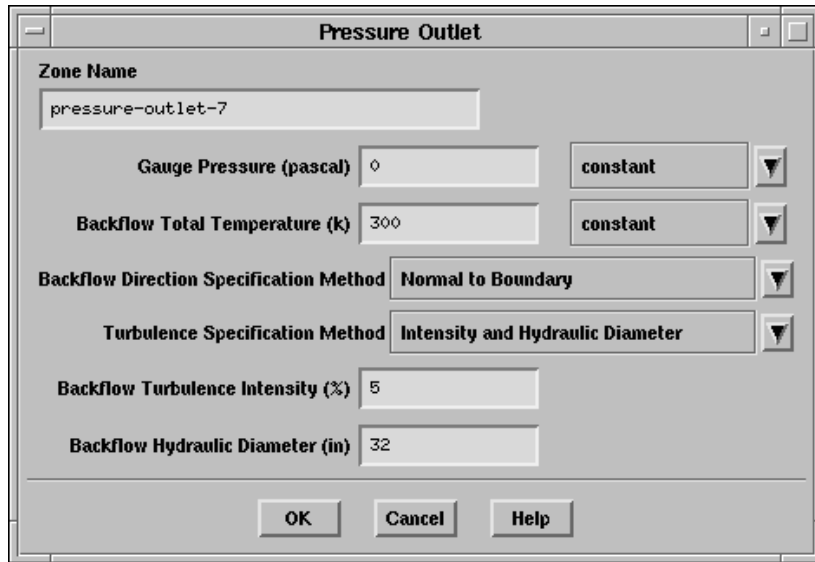 Pressure Outlet
Zone Name
pressure-outlet-7
Gauge Pressure (pascal) 0 constant
Backflow Total Temperature (k) 300 constant
Backflow Direction Specification Method Normal to Boundary
Turbulence Specification Method Intensity and Hydraulic Diameter
Backflow Turbulence Intensity (%) 5
Backflow Hydraulic Diameter (in) 32
OK Cancel Help